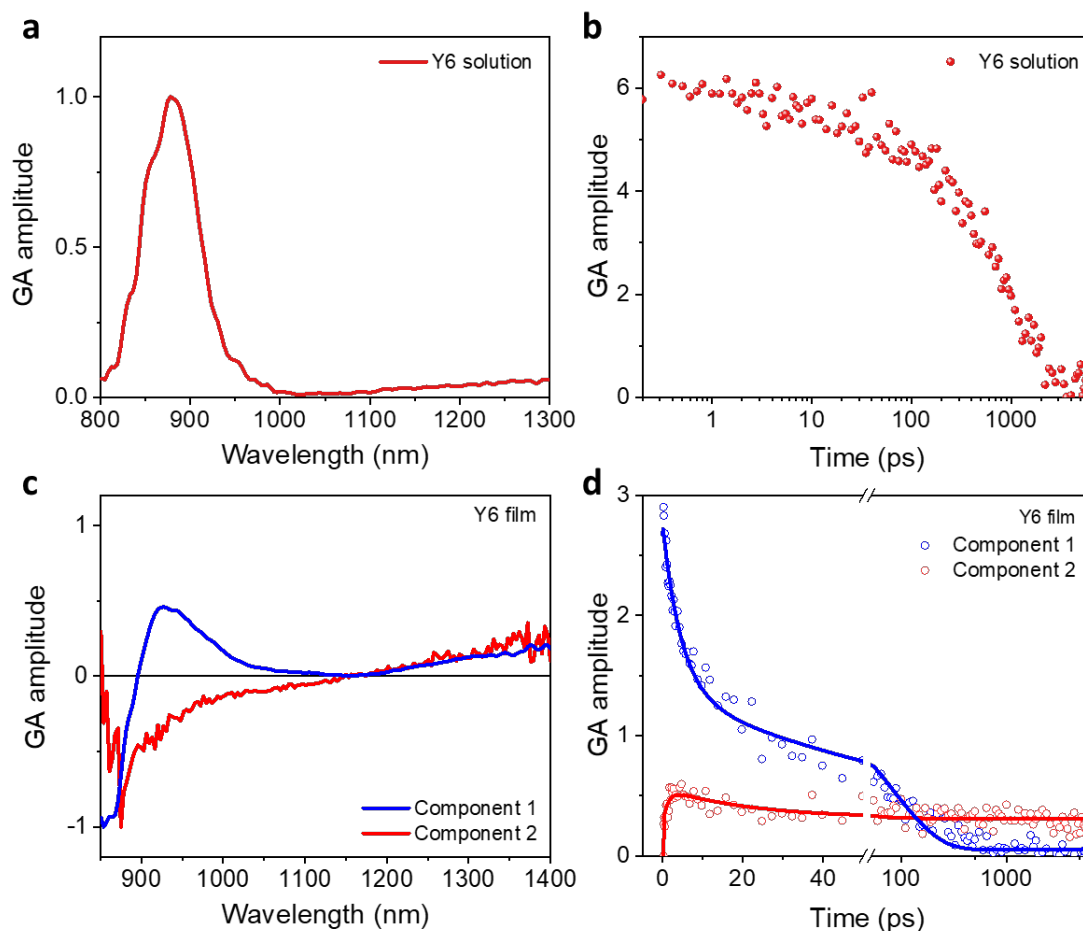 a
Y6 solution
GA amplitude
1.0
0.5
0.0
800 900 1000 1100 1200 1300
Wavelength (nm)
b
Y6 solution
GA amplitude
6
4
2
0
1 10 100 1000
Time (ps)
c
Y6 film
GA amplitude
1
0
-1
Component 1
Component 2
900 1000 1100 1200 1300 1400
Wavelength (nm)
d
Y6 film
Component 1
Component 2
GA amplitude
3
2
1
0
0 20 40 100 1000
Time (ps)